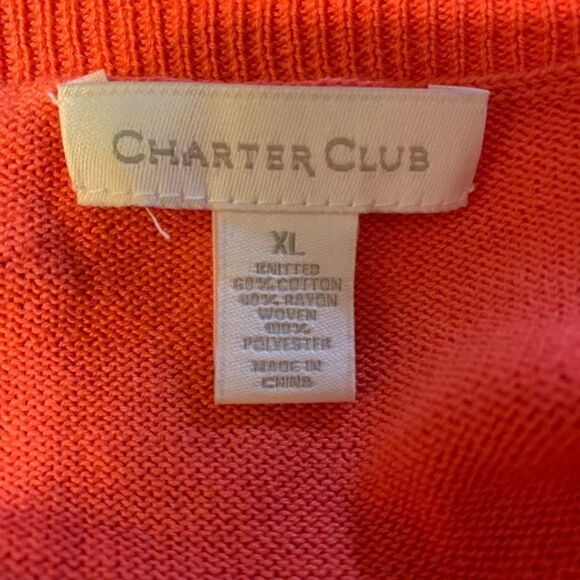 CHARTER CLUB
XL
KNITTED
60% COTTON
40% RAYON
WOVEN
100%
POLYESTER
MADE IN
CHINA